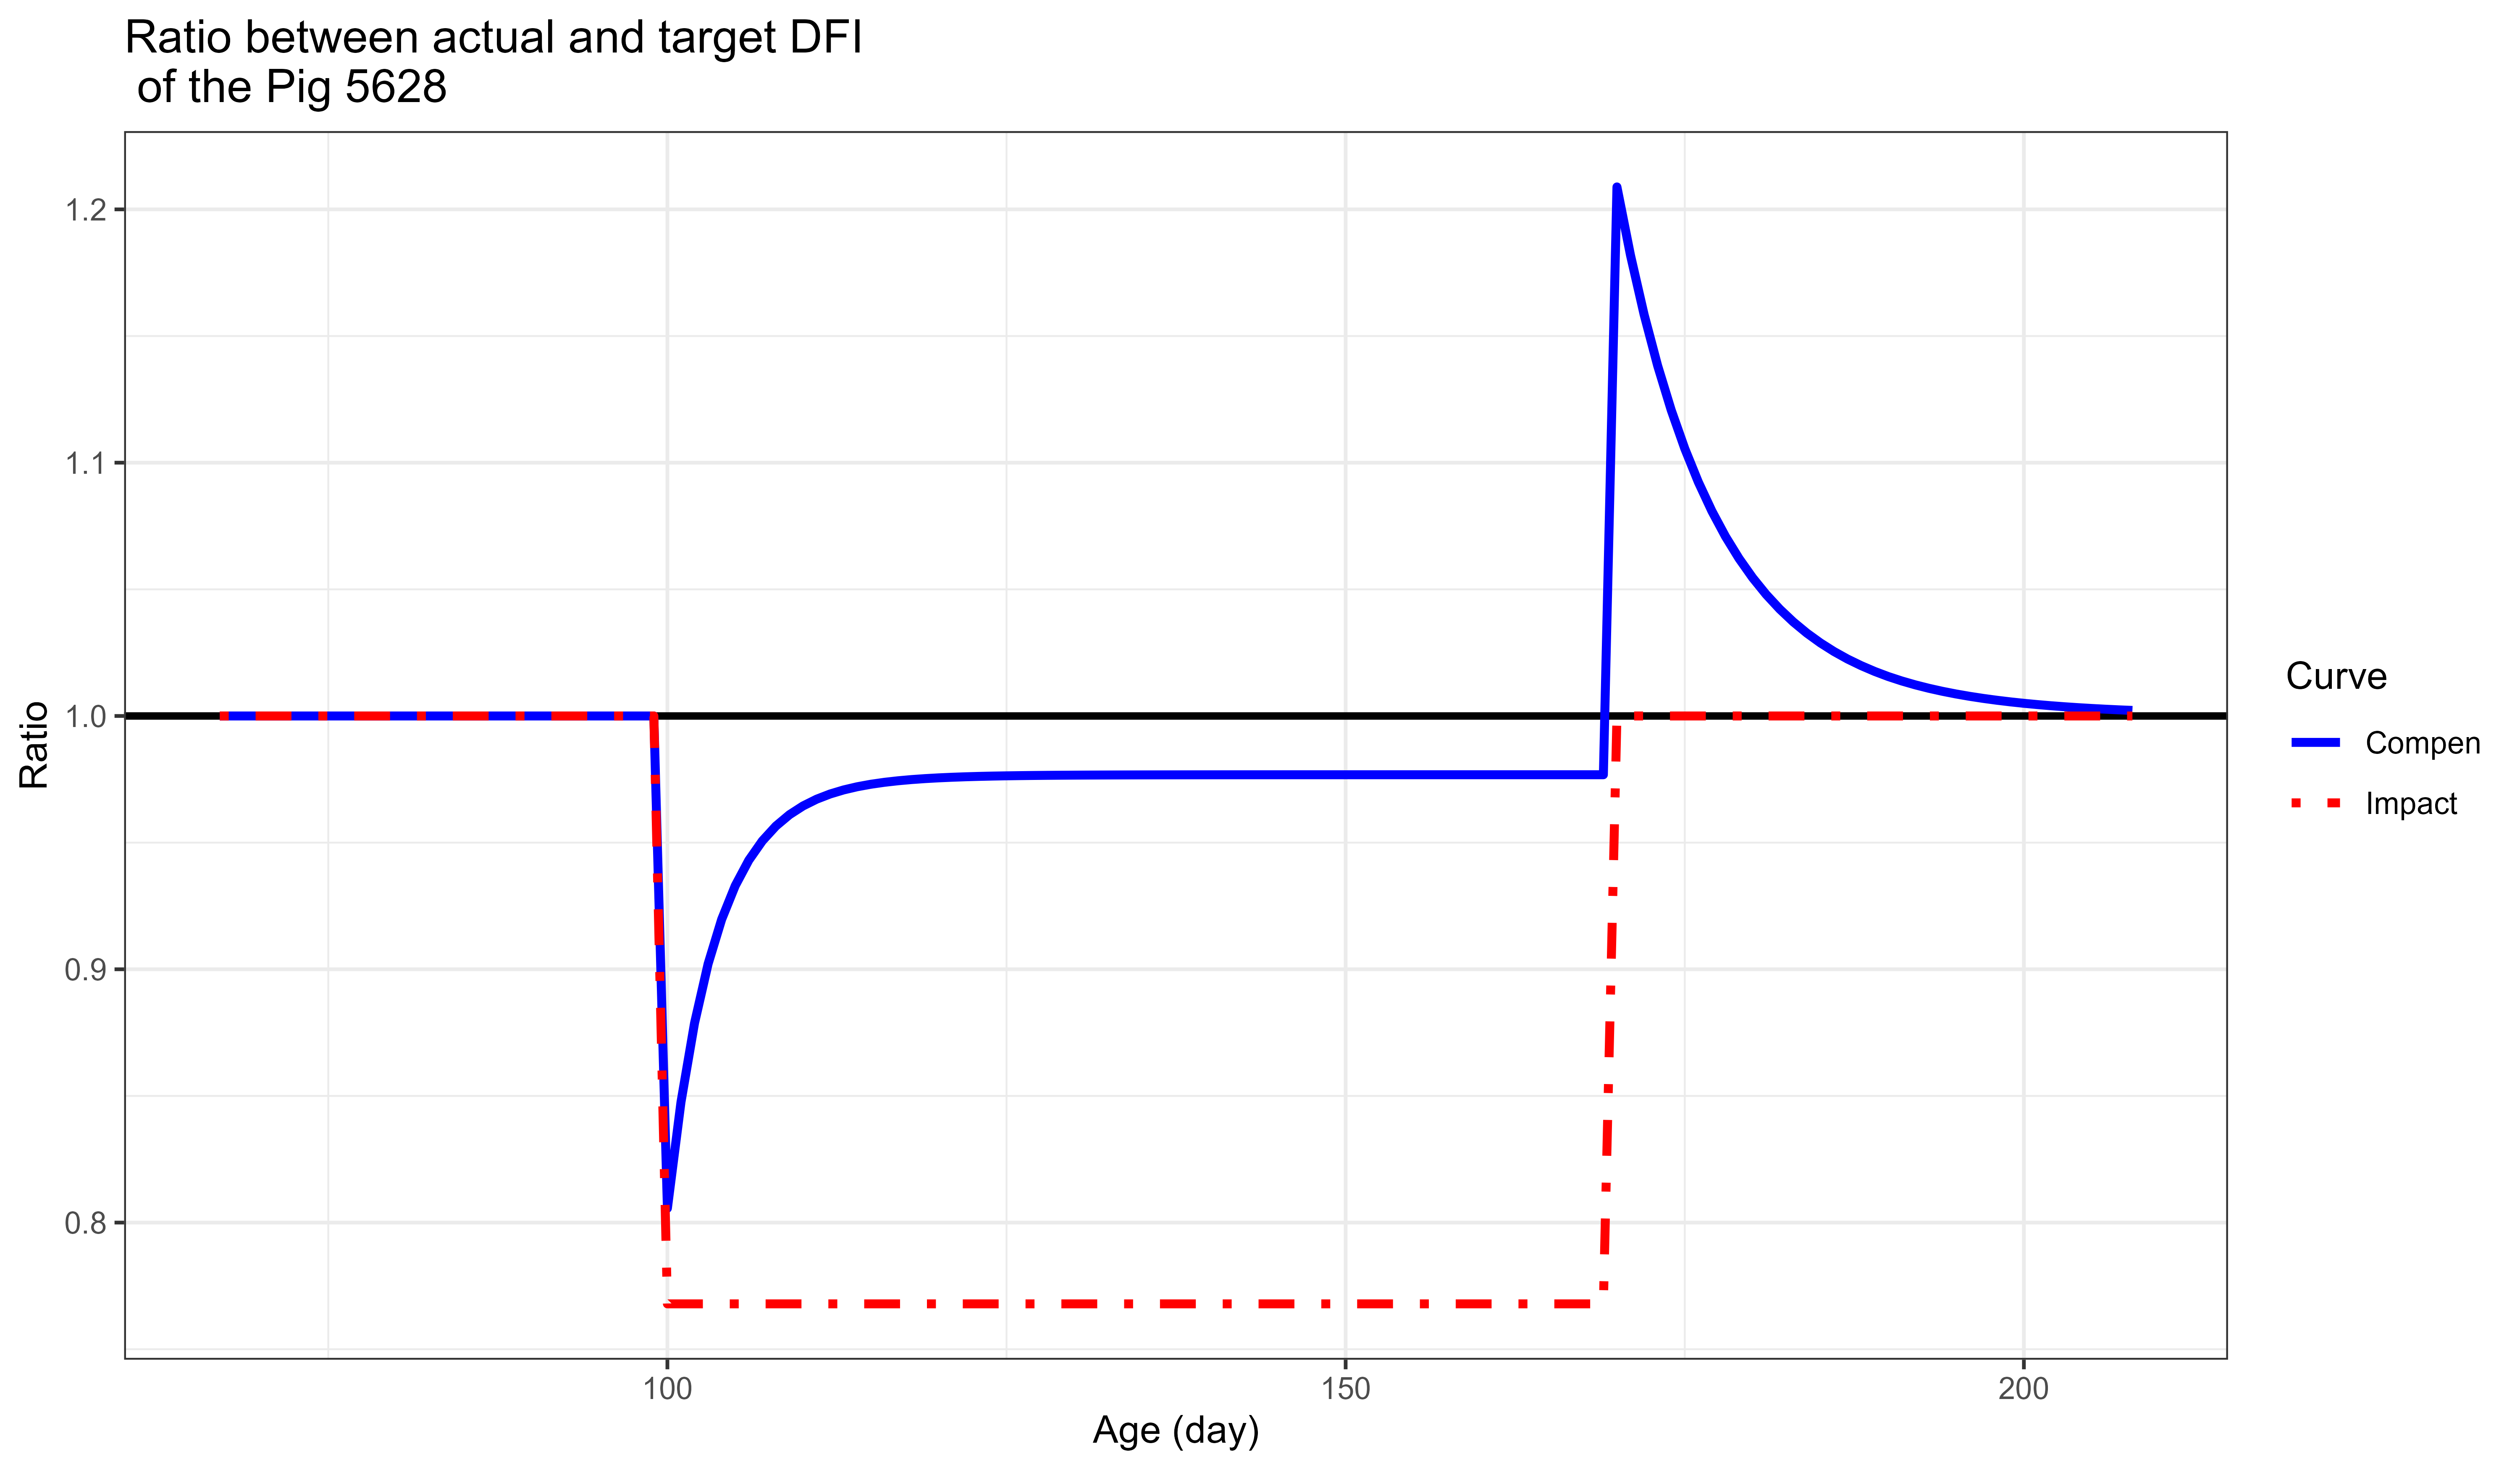 Ratio between actual and target DFI
of the Pig 5628
1.2
1.1
1.0
0.9
0.8
Ratio
100
150
200
Age (day)
Curve
Compen
Impact